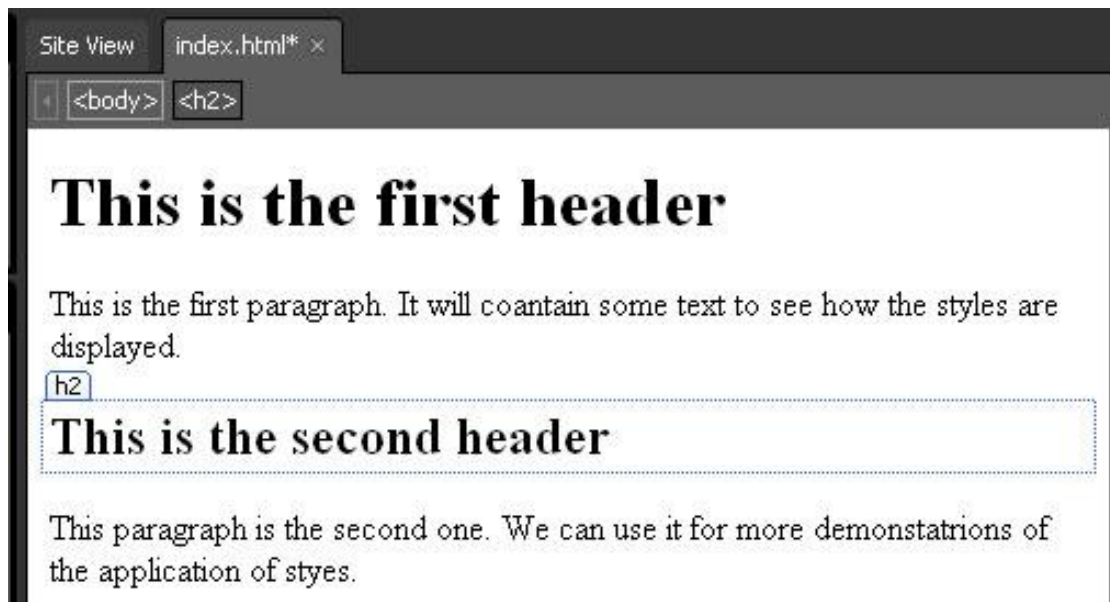 Site View index.html* ×
<body> <h2>
This is the first header
This is the first paragraph. It will coantain some text to see how the styles are
displayed.
h2
This is the second header
This paragraph is the second one. We can use it for more demonstatrions of
the application of styes.